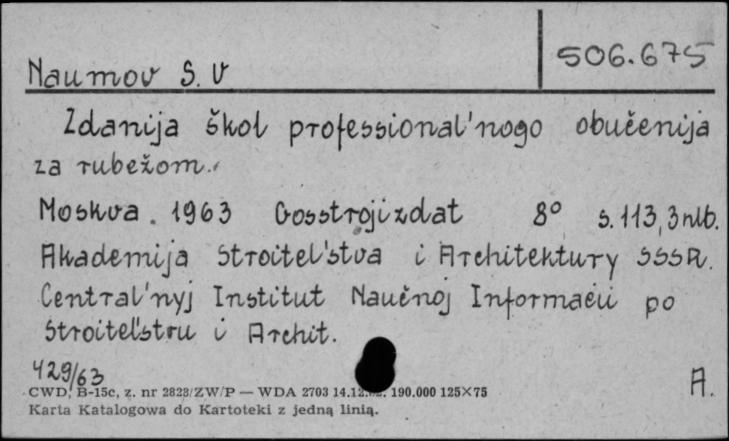 Naumov S. V
506.675
Zdanija škol professional'nogo obučenija
za rubežom.
Moskva. 1963 Gosstrojizdat 8° s. 113, 3 nlb.
Akademija Stroitel'stva i Architektury SSSR.
Central'nyj Institut Naučnoj Informacii po
Stroitel'stvu i Archit.
429/63
A.
CWD, B-15c, z. nr 2828/ZW/P — WDA 2703 14.12. 190.000 125×75
Karta Katalogowa do Kartoteki z jedną linią.